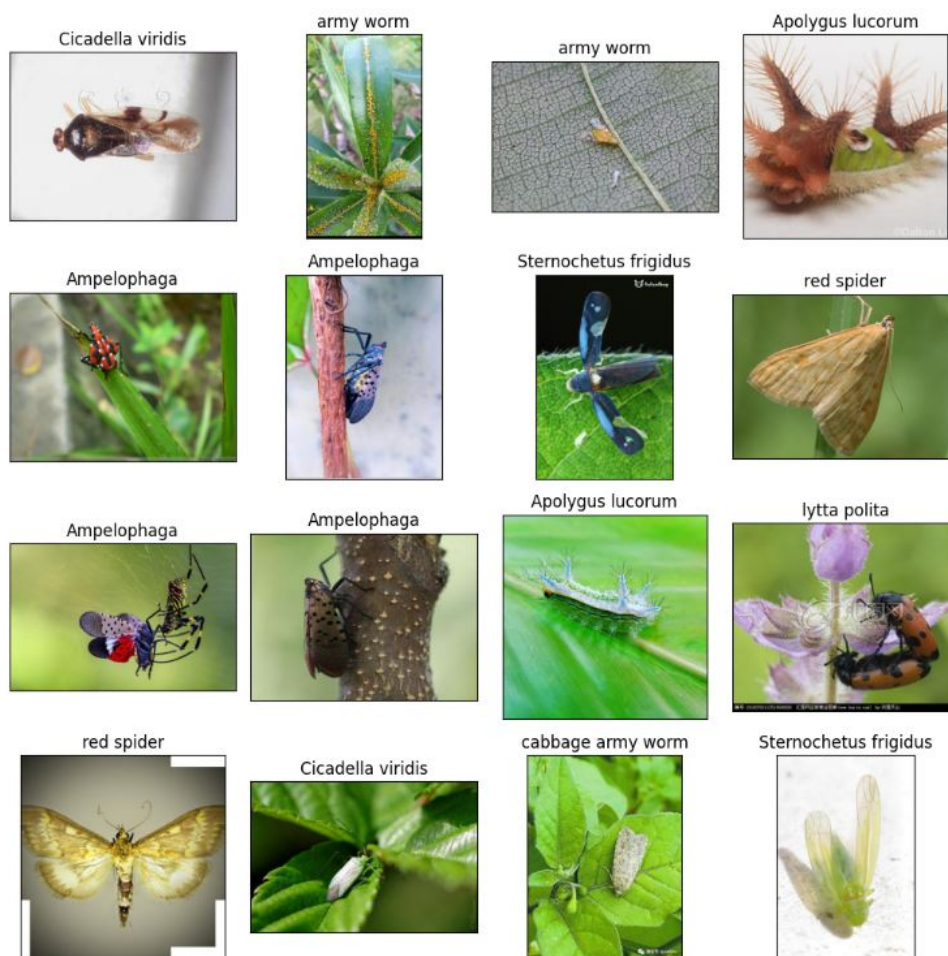 Cicadella viridis
army worm
army worm
Apolygus lucorum
Ampelophaga
Ampelophaga
Sternochetus frigidus
red spider
Ampelophaga
Ampelophaga
Apolygus lucorum
lytta polita
red spider
Cicadella viridis
cabbage army worm
Sternochetus frigidus